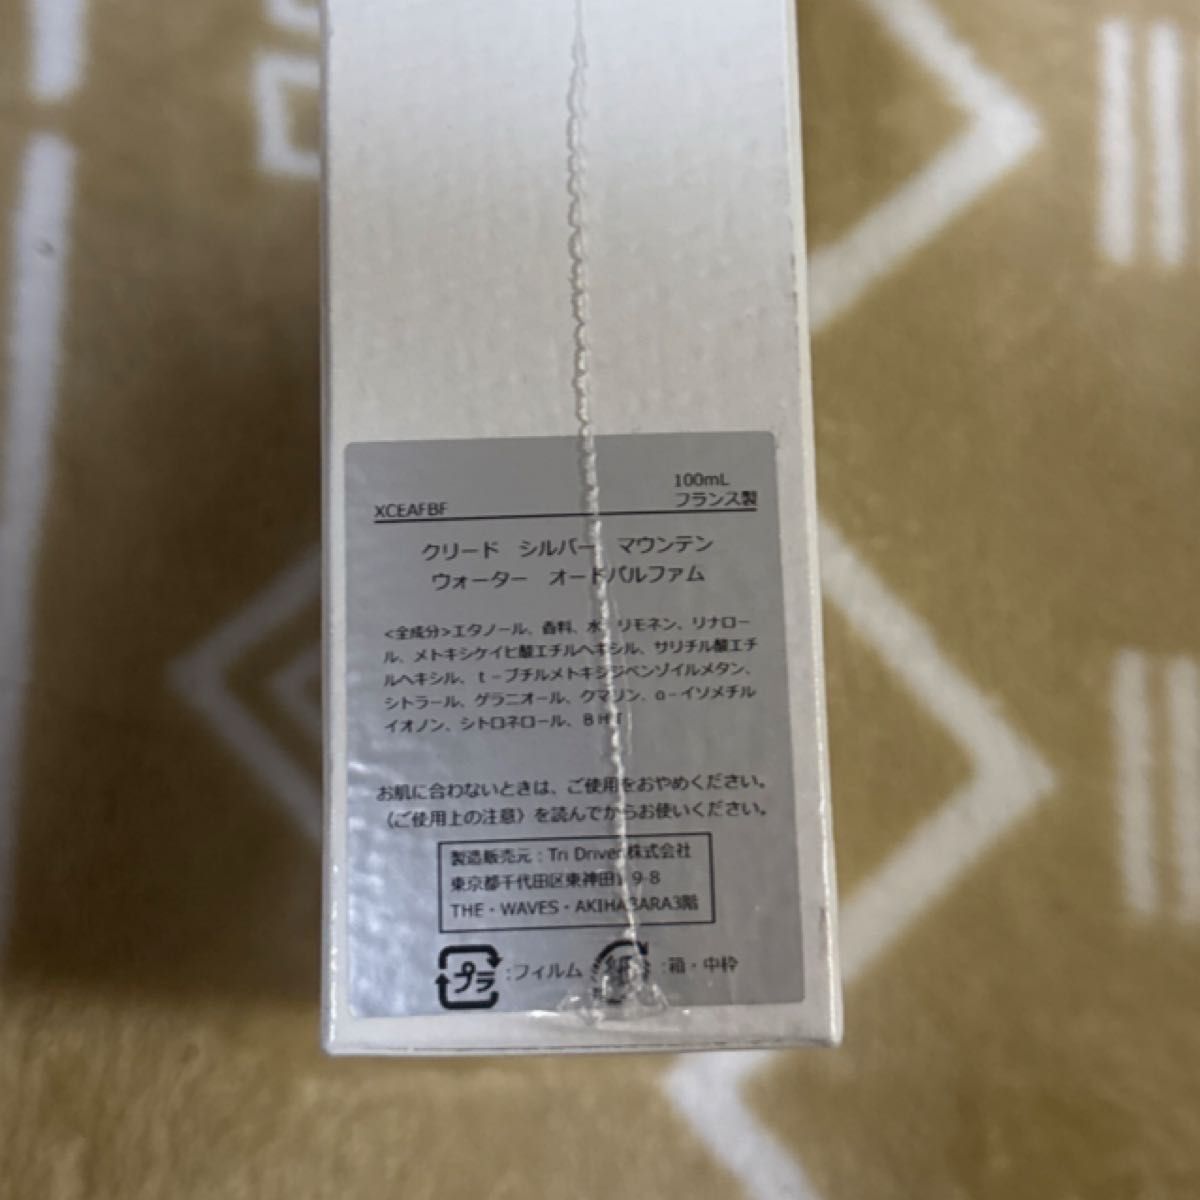 100mL
XCEAFBF フランス製
クリード シルバー マウンテン
ウォーター オードパルファム
<全成分>エタノール、香料、水、リモネン、リナロー
ル、メトキシケイヒ酸エチルヘキシル、サリチル酸エチ
ルヘキシル、t－ブチルメトキシジベンゾイルメタン、
シトラール、ゲラニオール、クマリン、α－イソメチル
イオノン、シトロネロール、BHT
お肌に合わないときは、ご使用をおやめください。
〈ご使用上の注意〉を読んでからお使いください。
製造販売元：Tri Driver株式会社
東京都千代田区東神田 9-8
THE・WAVES・AKIHABARA3階
プラ :フィルム 紙 :箱・中枠